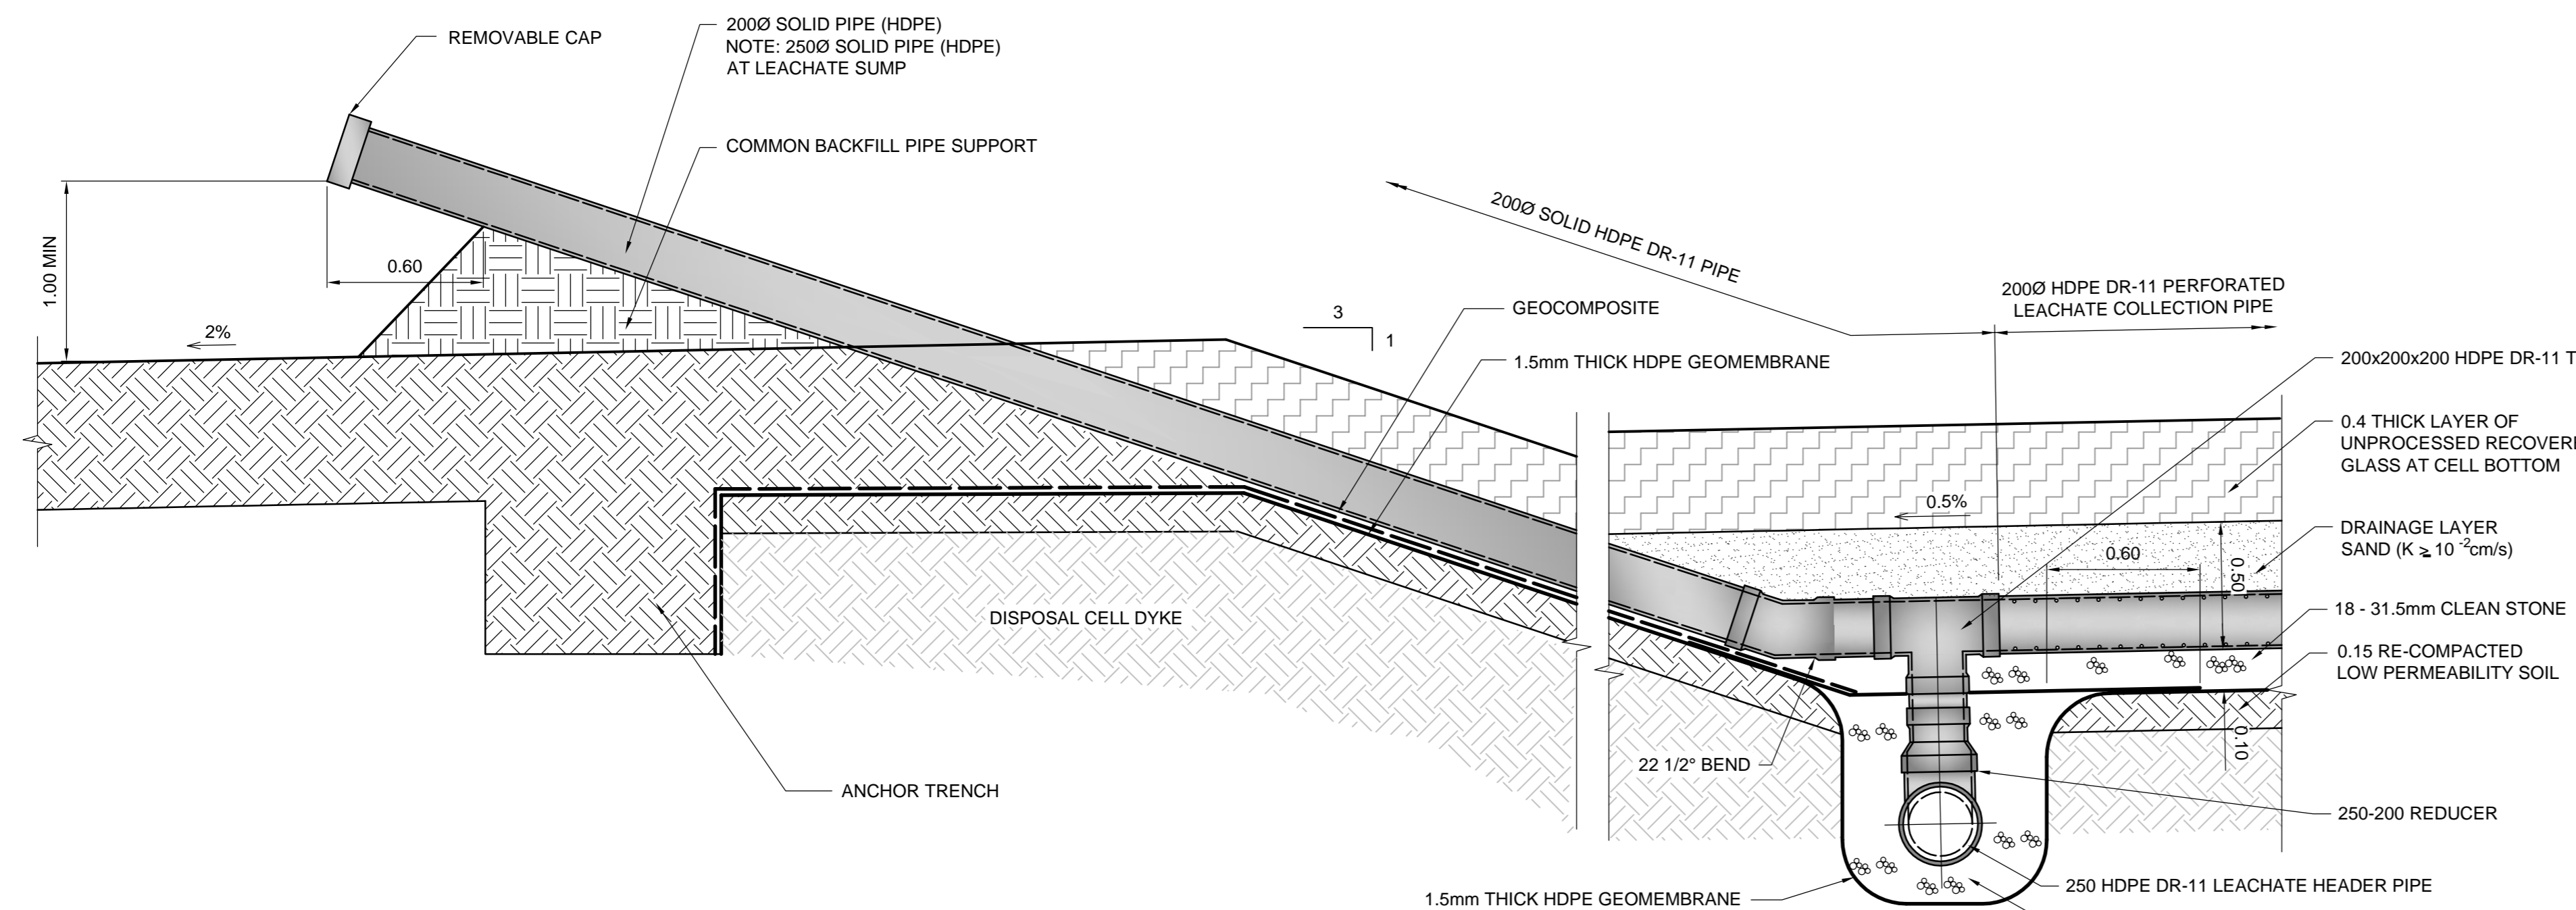 REMOVABLE CAP
200Ø SOLID PIPE (HDPE)
NOTE: 250Ø SOLID PIPE (HDPE)
AT LEACHATE SUMP
COMMON BACKFILL PIPE SUPPORT
1.00 MIN
0.60
2%
200Ø SOLID HDPE DR-11 PIPE
200Ø HDPE DR-11 PERFORATED
LEACHATE COLLECTION PIPE
3
1
GEOCOMPOSITE
1.5mm THICK HDPE GEOMEMBRANE
200x200x200 HDPE DR-11 T
0.4 THICK LAYER OF
UNPROCESSED RECOVER
GLASS AT CELL BOTTOM
0.5%
0.60
0.50
DRAINAGE LAYER
SAND (K ≥ 10 -2cm/s)
18 - 31.5mm CLEAN STONE
0.15 RE-COMPACTED
LOW PERMEABILITY SOIL
0.10
DISPOSAL CELL DYKE
22 1/2° BEND
ANCHOR TRENCH
250-200 REDUCER
250 HDPE DR-11 LEACHATE HEADER PIPE
1.5mm THICK HDPE GEOMEMBRANE